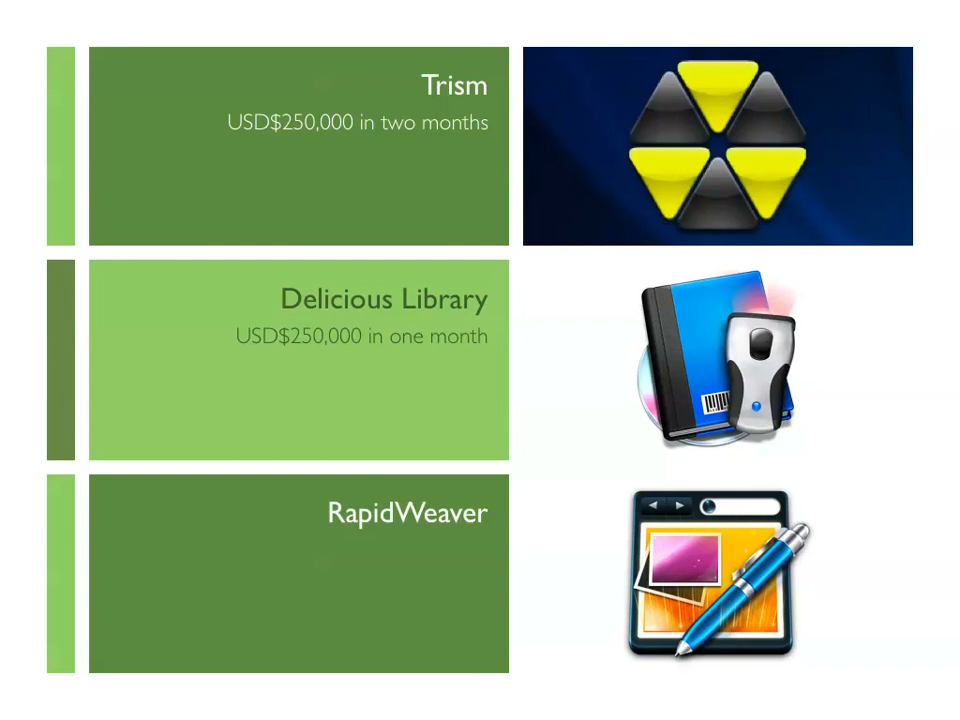 Trism
USD$250,000 in two months
Delicious Library
USD$250,000 in one month
RapidWeaver